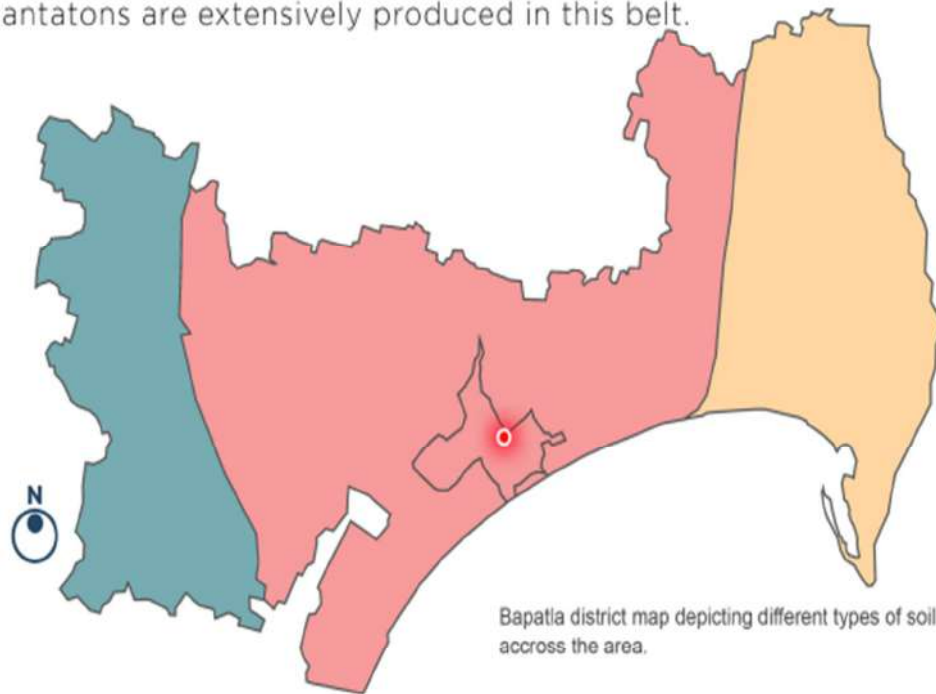 antatons are extensively produced in this belt.
N
Bapatla district map depicting different types of soil
accross the area.